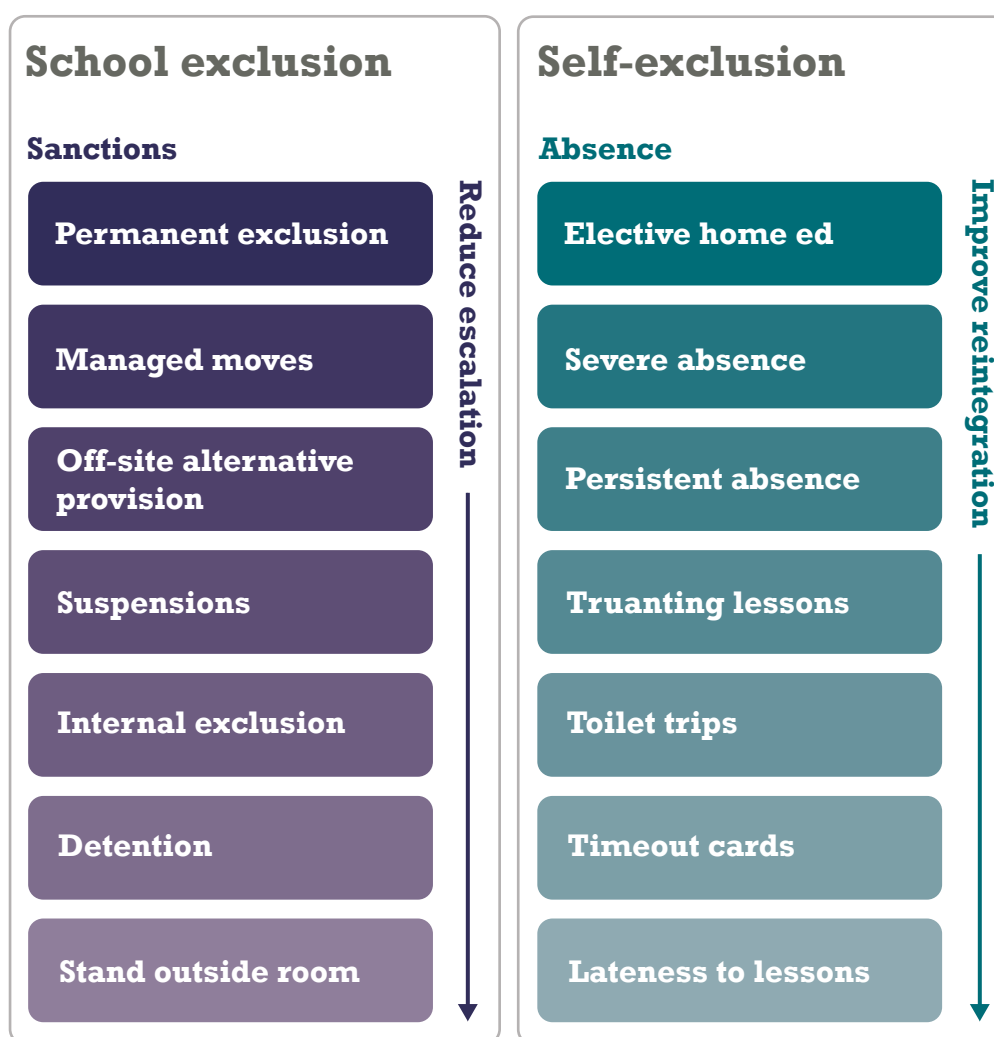 School exclusion
Sanctions
Permanent exclusion
Managed moves
Off-site alternative
provision
Suspensions
Internal exclusion
Detention
Stand outside room
Reduce escalation
Self-exclusion
Absence
Elective home ed
Severe absence
Persistent absence
Truanting lessons
Toilet trips
Timeout cards
Lateness to lessons
Improve reintegration